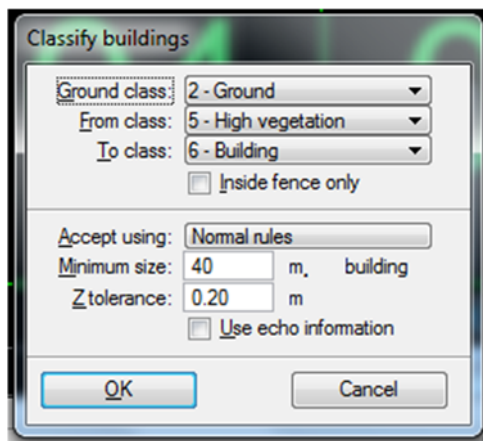 Classify buildings
Ground class: 2 - Ground
From class: 5 - High vegetation
To class: 6 - Building
Inside fence only
Accept using: Normal rules
Minimum size: 40 m. building
Z tolerance: 0.20 m
Use echo information
OK Cancel